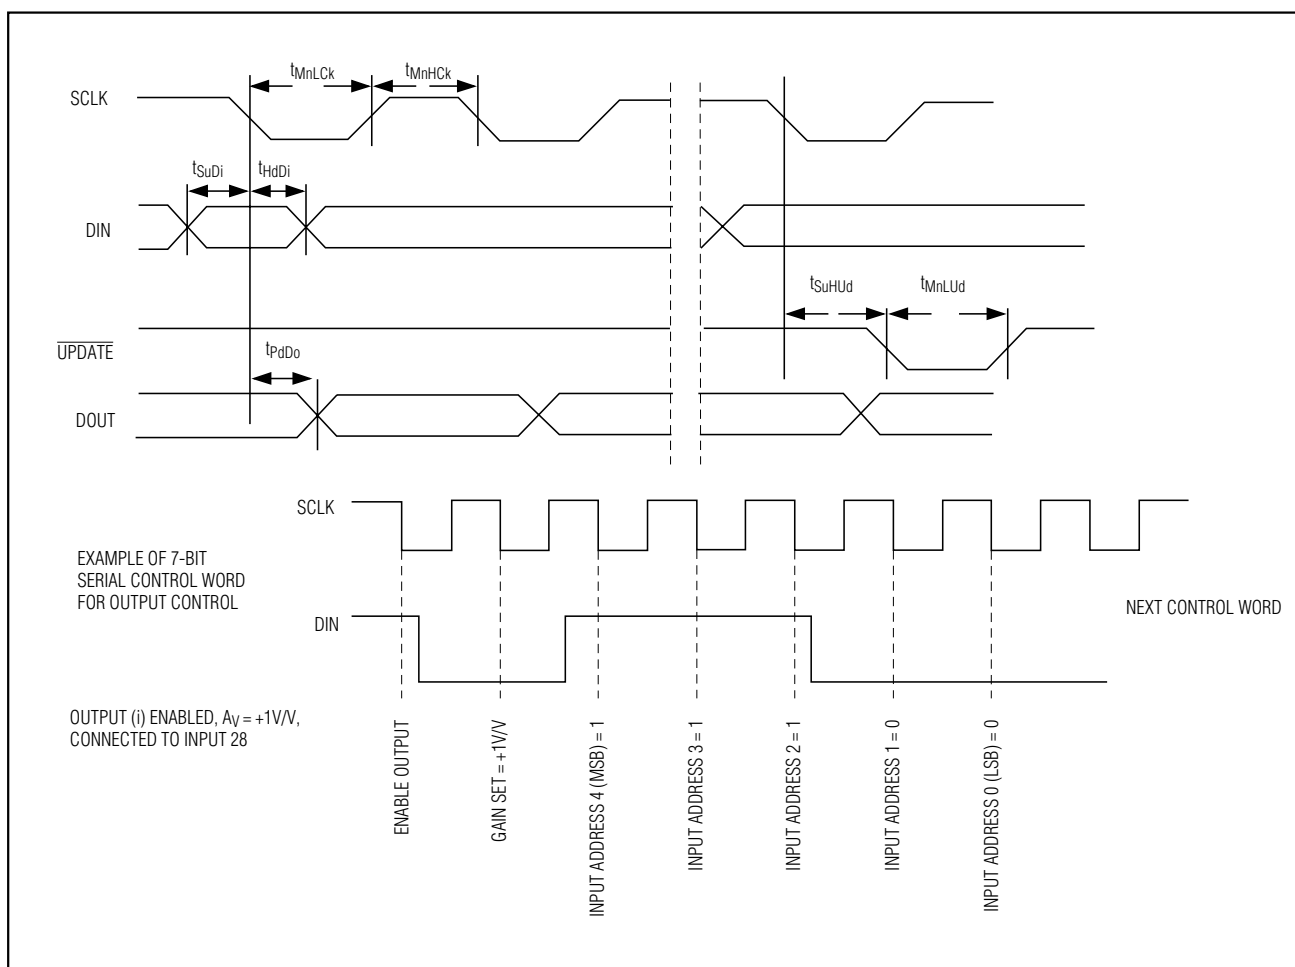 tMnLCk
tMnHCk
SCLK
tSuDi
tHdDi
DIN
tSuHUd
tMnLUd
UPDATE
tPdDo
DOUT
SCLK
EXAMPLE OF 7-BIT
SERIAL CONTROL WORD
FOR OUTPUT CONTROL
DIN
NEXT CONTROL WORD
OUTPUT (i) ENABLED, AV = +1V/V,
CONNECTED TO INPUT 28
ENABLE OUTPUT
GAIN SET = +1V/V
INPUT ADDRESS 4 (MSB) = 1
INPUT ADDRESS 3 = 1
INPUT ADDRESS 2 = 1
INPUT ADDRESS 1 = 0
INPUT ADDRESS 0 (LSB) = 0